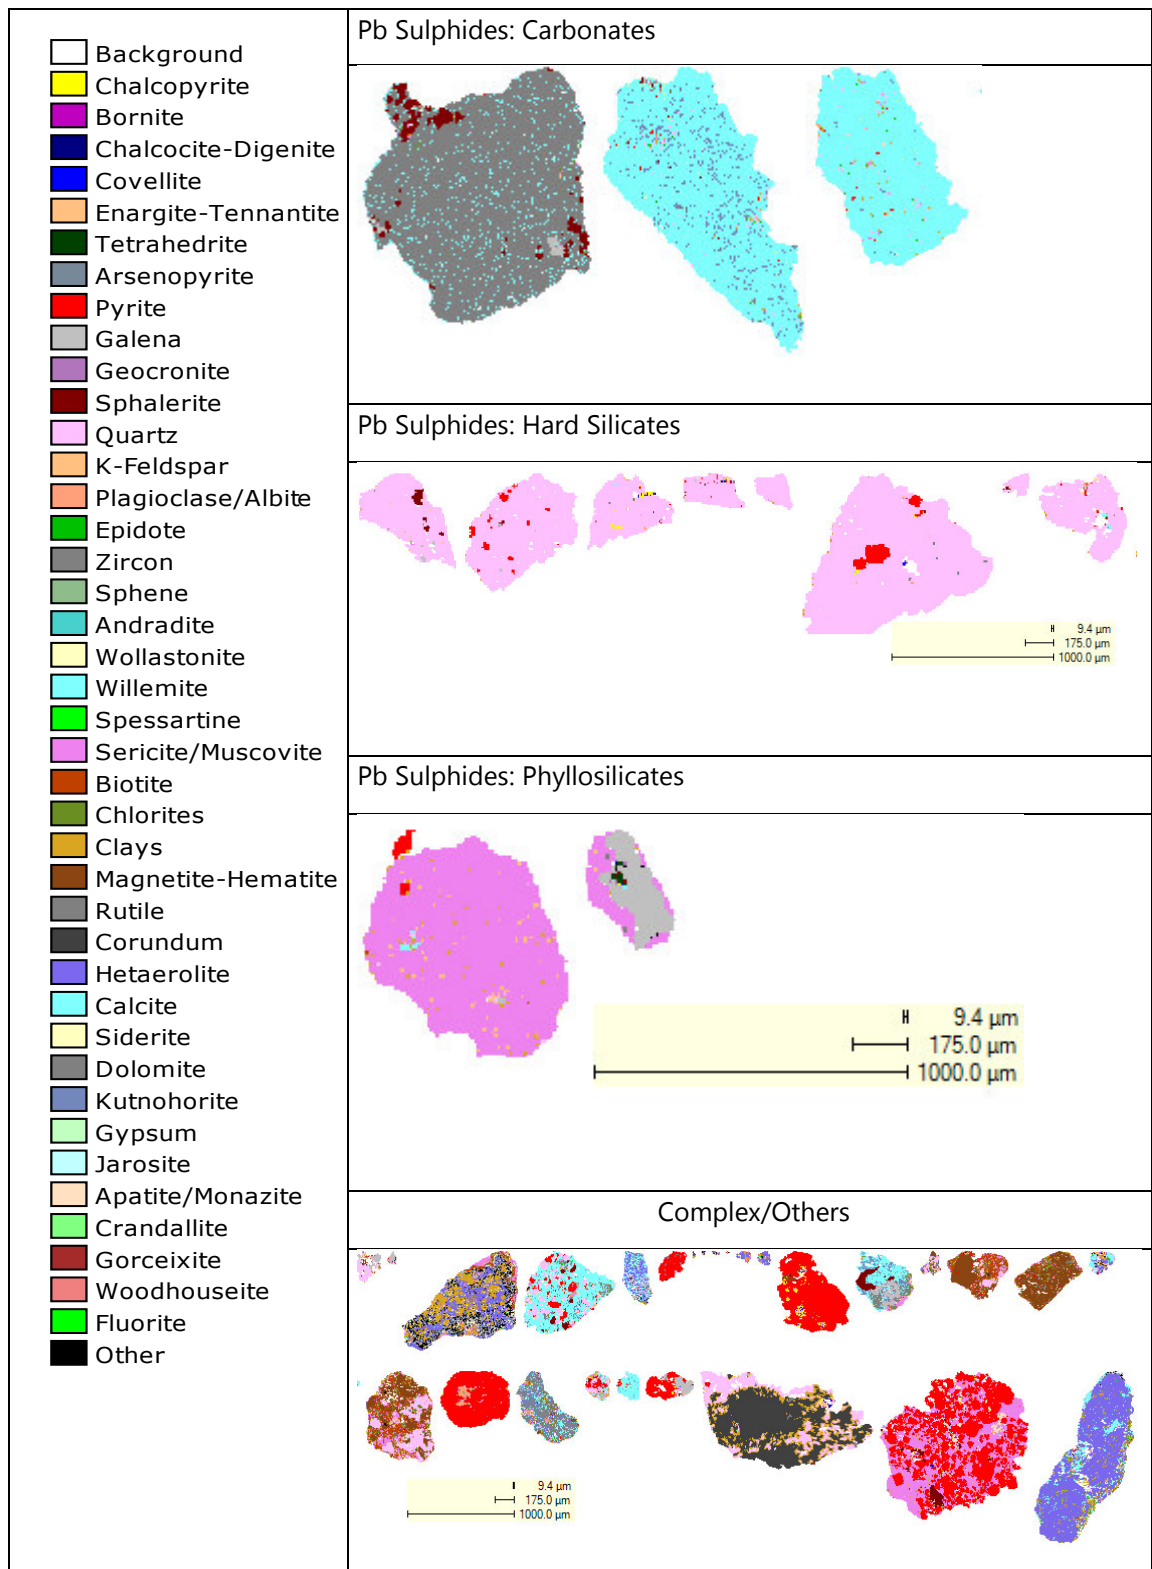 Background
Chalcopyrite
Bornite
Chalcocite-Digenite
Covellite
Enargite-Tennantite
Tetrahedrite
Arsenopyrite
Pyrite
Galena
Geocronite
Sphalerite
Quartz
K-Feldspar
Plagioclase/Albite
Epidote
Zircon
Sphene
Andradite
Wollastonite
Willemite
Spessartine
Sericite/Muscovite
Biotite
Chlorites
Clays
Magnetite-Hematite
Rutile
Corundum
Hetaerolite
Calcite
Siderite
Dolomite
Kutnohorite
Gypsum
Jarosite
Apatite/Monazite
Crandallite
Gorceixite
Woodhouseite
Fluorite
Other
Pb Sulphides: Carbonates
Pb Sulphides: Hard Silicates
9.4 µm
175.0 µm
1000.0 µm
Pb Sulphides: Phyllosilicates
9.4 µm
175.0 µm
1000.0 µm
Complex/Others
9.4 µm
175.0 µm
1000.0 µm